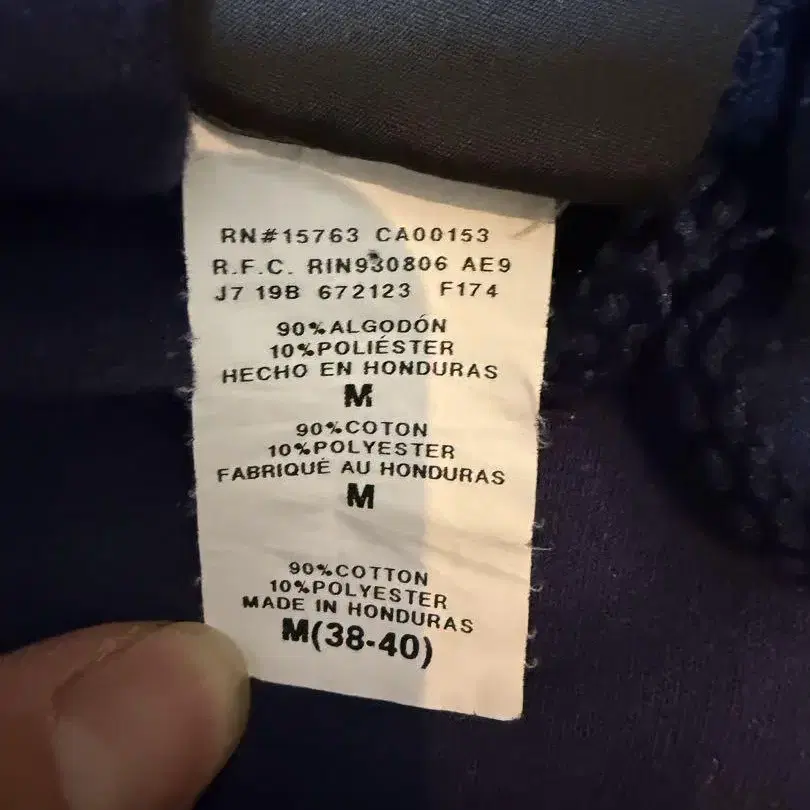 RN#15763 CA00153
R.F.C. RIN930806 AE9
J7 19B 672123 F174
90%ALGODÓN
10%POLIÉSTER
HECHO EN HONDURAS
M
90%COTON
10%POLYESTER
FABRIQUÉ AU HONDURAS
M
90%COTTON
10%POLYESTER
MADE IN HONDURAS
M(38-40)